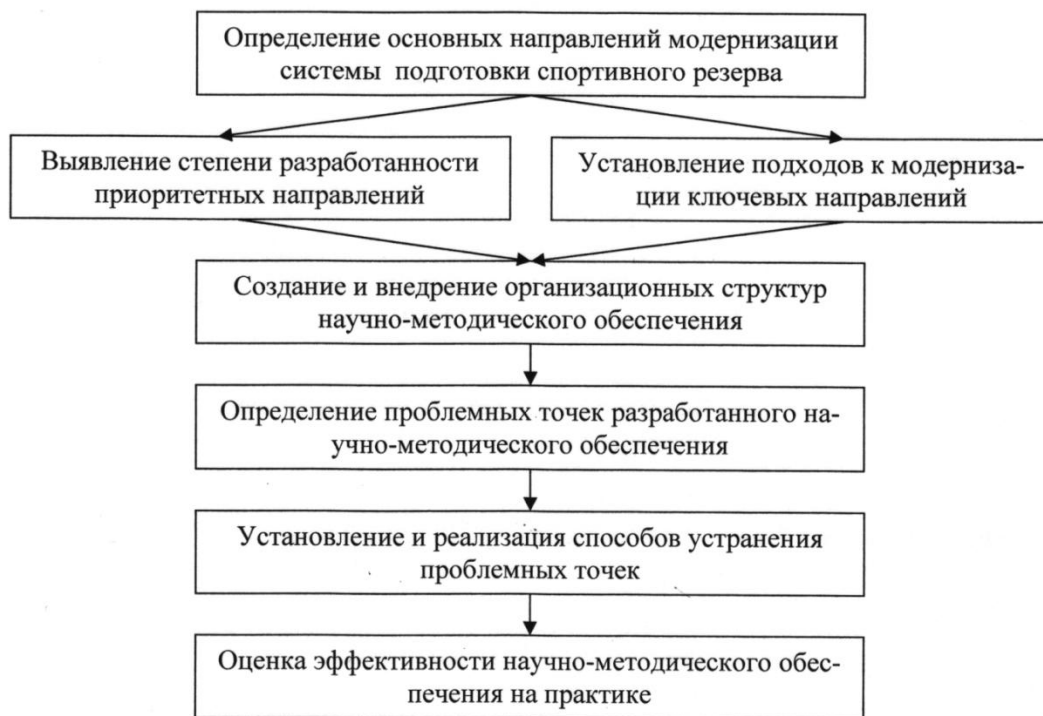 Определение основных направлений модернизации
системы подготовки спортивного резерва
Выявление степени разработанности
приоритетных направлений
Установление подходов к модерниза-
ции ключевых направлений
Создание и внедрение организационных структур
научно-методического обеспечения
Определение проблемных точек разработанного на-
учно-методического обеспечения
Установление и реализация способов устранения
проблемных точек
Оценка эффективности научно-методического обес-
печения на практике